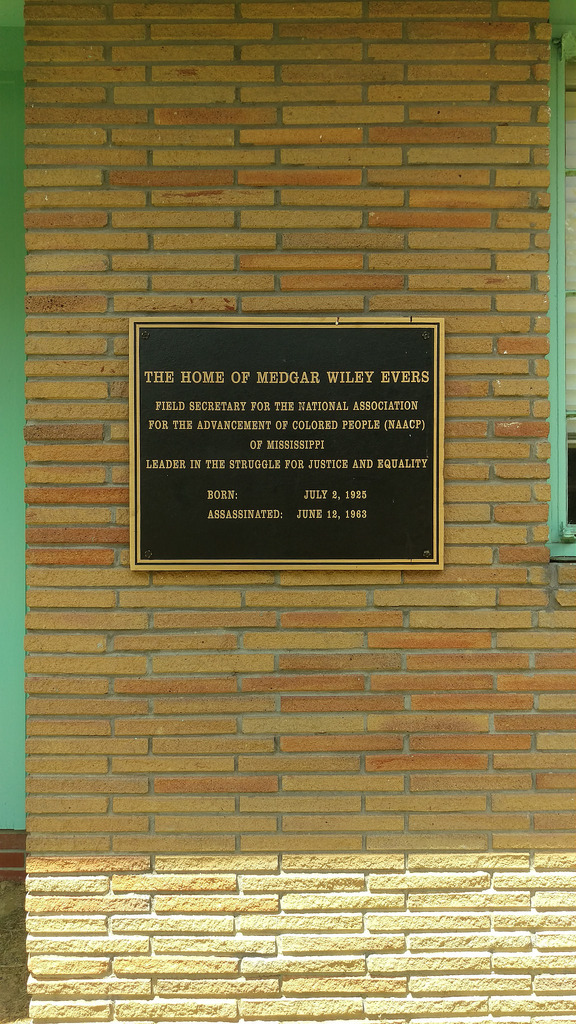 THE HOME OF MEDGAR WILEY EVERS
FIELD SECRETARY FOR THE NATIONAL ASSOCIATION
FOR THE ADVANCEMENT OF COLORED PEOPLE (NAACP)
OF MISSISSIPPI
LEADER IN THE STRUGGLE FOR JUSTICE AND EQUALITY
BORN: JULY 2, 1925
ASSASSINATED: JUNE 12, 1963